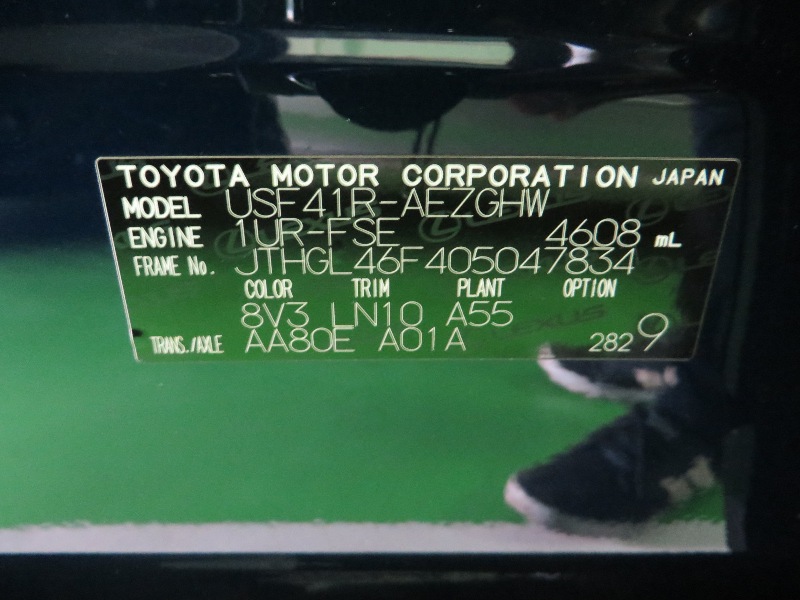 TOYOTA MOTOR CORPORATION JAPAN
MODEL USF41R-AEZGHW
ENGINE 1UR-FSE 4608 mL
FRAME No. JTHGL46F405047834
COLOR TRIM PLANT OPTION
8V3 LN10 A55
TRANS./AXLE AA80E A01A 2829
LEXUS